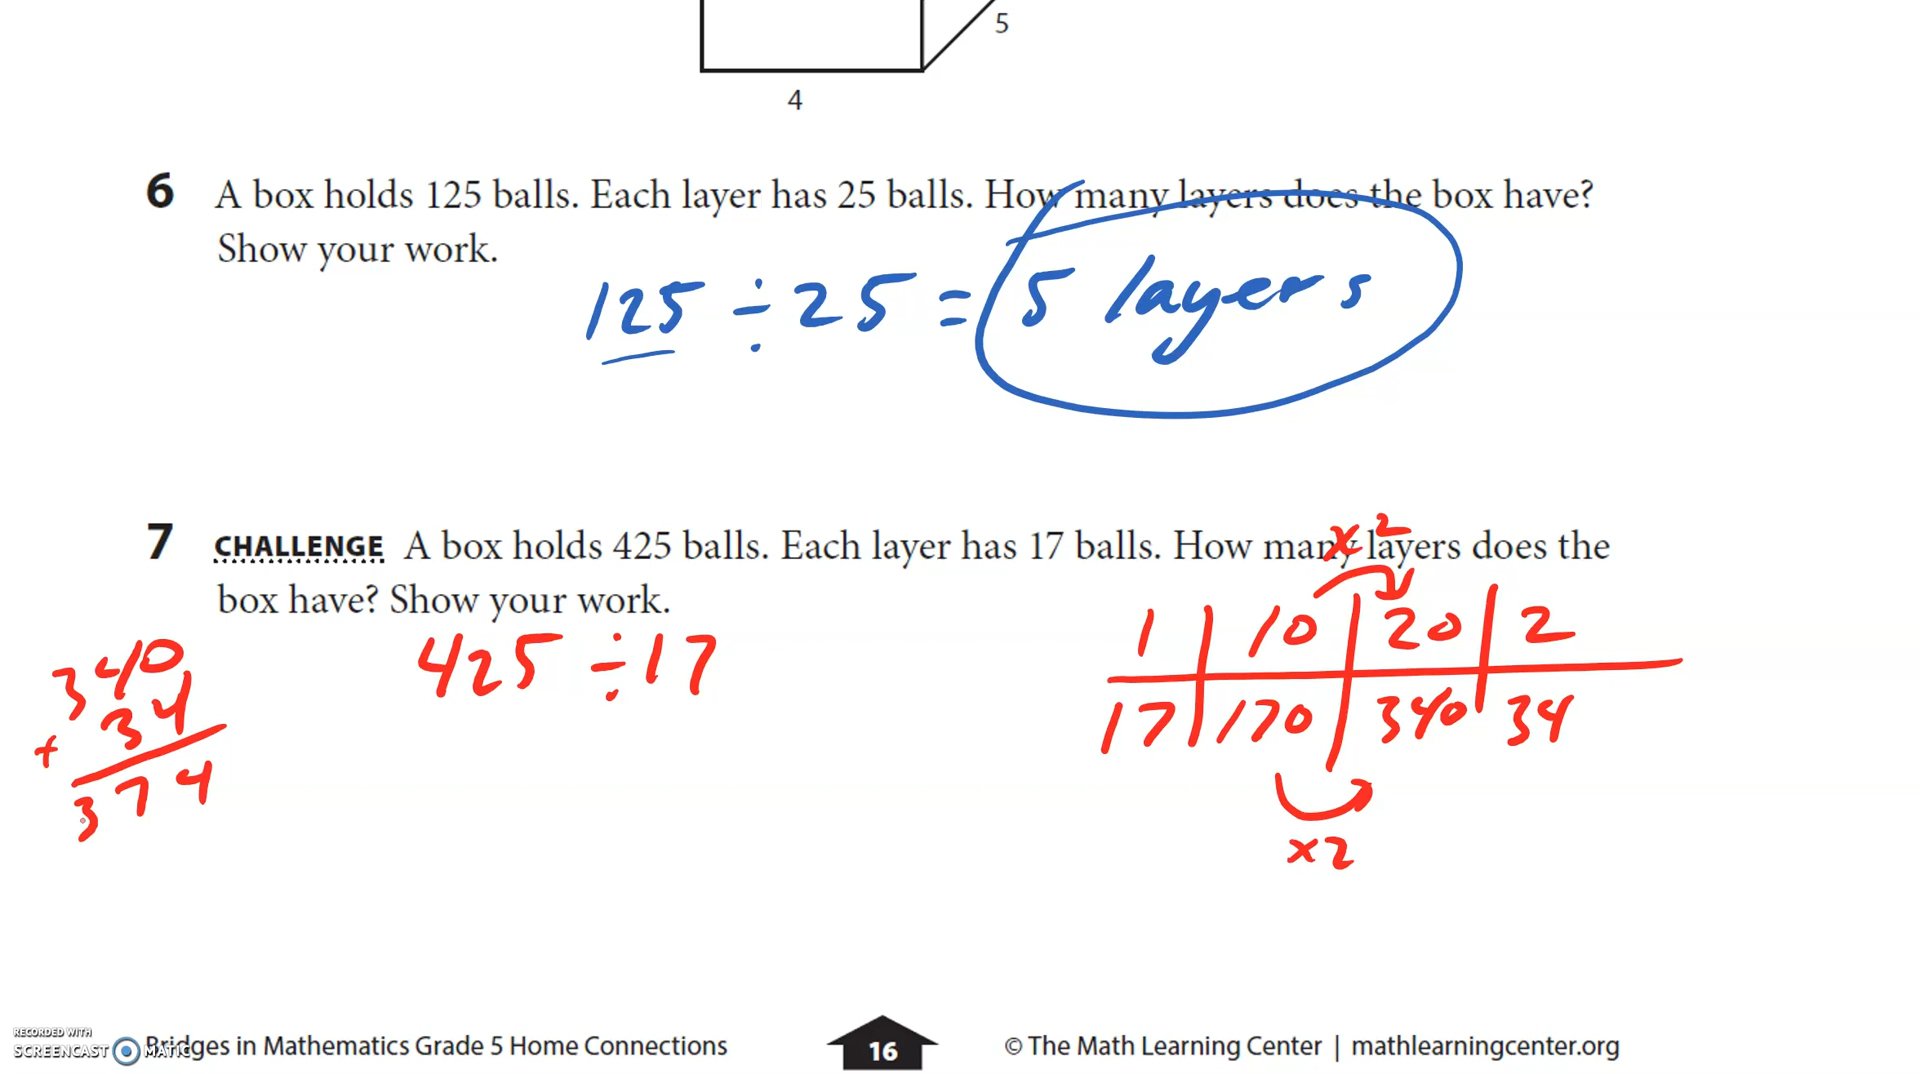 5
4
6 A box holds 125 balls. Each layer has 25 balls. How many layers does the box have?
Show your work.
125 ÷ 25 = 5 layers
7 CHALLENGE A box holds 425 balls. Each layer has 17 balls. How many layers does the
box have? Show your work.
x2
425 ÷ 17
1 10 20 2
17 170 340 34
x2
340
+ 34
374
RECORDED WITH
SCREENCAST MATIC
Bridges in Mathematics Grade 5 Home Connections
16
© The Math Learning Center | mathlearningcenter.org